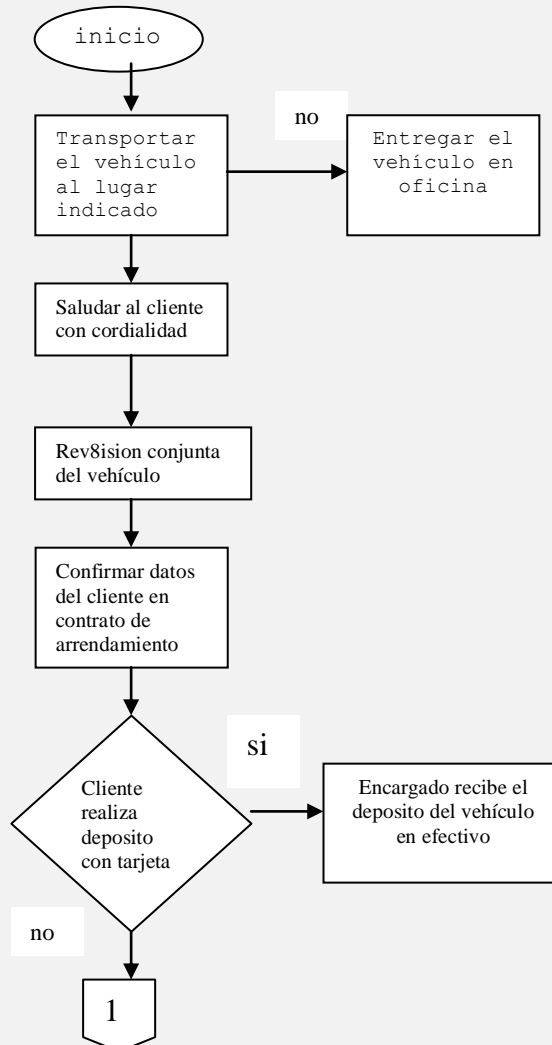 inicio
no
Transportar
el vehículo
al lugar
indicado
Entregar el
vehículo en
oficina
Saludar al cliente
con cordialidad
Rev8ision conjunta
del vehículo
Confirmar datos
del cliente en
contrato de
arrendamiento
si
Cliente
realiza
deposito
con tarjeta
Encargado recibe el
deposito del vehículo
en efectivo
no
1